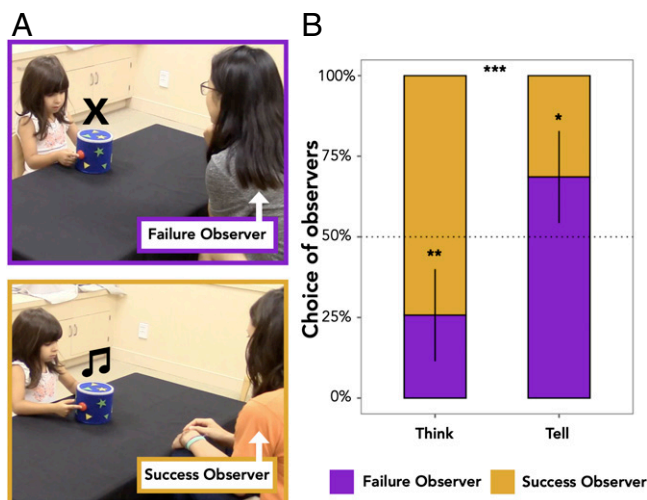 A
Failure Observer
Success Observer
B
***
100%
75%
50%
25%
0%
*
**
Choice of observers
Think
Tell
Failure Observer
Success Observer